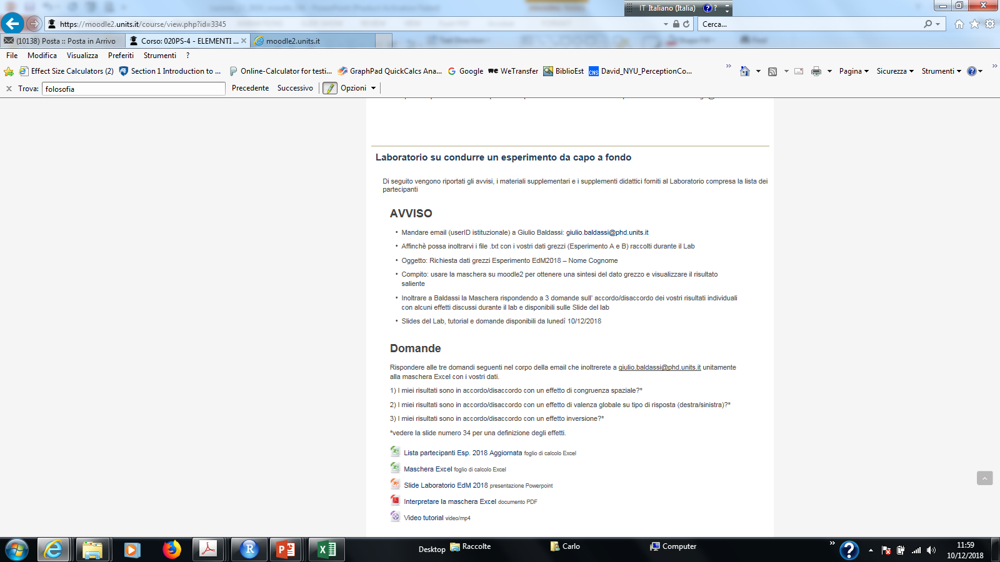 IT Italiano (Italia) ?
https://moodle2.units.it/course/view.php?id=3345
Cerca...
(10138) Posta :: Posta in Arrivo
Corso: 020PS-4 - ELEMENTI ...
moodle2.units.it
File Modifica Visualizza Preferiti Strumenti ?
Effect Size Calculators (2) Section 1 Introduction to ... Online-Calculator for testi... GraphPad QuickCalcs Ana... Google WeTransfer BiblioEst CNS David_NYU_PerceptionCo... Pagina Sicurezza Strumenti
Trova: folosofia Precedente Successivo Opzioni
Laboratorio su condurre un esperimento da capo a fondo
Di seguito vengono riportati gli avvisi, i materiali supplementari e i supplementi didattici forniti al Laboratorio compresa la lista dei
partecipanti
AVVISO
• Mandare email (userID istituzionale) a Giulio Baldassi: giulio.baldassi@phd.units.it
• Affinchè possa inoltrarvi i file .txt con i vostri dati grezzi (Esperimento A e B) raccolti durante il Lab
• Oggetto: Richiesta dati grezzi Esperimento EdM2018 – Nome Cognome
• Compito: usare la maschera su moodle2 per ottenere una sintesi del dato grezzo e visualizzare il risultato
saliente
• Inoltrare a Baldassi la Maschera rispondendo a 3 domande sull' accordo/disaccordo dei vostri risultati individuali
con alcuni effetti discussi durante il lab e disponibili sulle Slide del lab
• Slides del Lab, tutorial e domande disponibili da lunedì 10/12/2018
Domande
Rispondere alle tre domandi seguenti nel corpo della email che inoltrerete a giulio.baldassi@phd.units.it unitamente
alla maschera Excel con i vostri dati.
1) I miei risultati sono in accordo/disaccordo con un effetto di congruenza spaziale?*
2) I miei risultati sono in accordo/disaccordo con un effetto di valenza globale su tipo di risposta (destra/sinistra)?*
3) I miei risultati sono in accordo/disaccordo con un effetto inversione?*
*vedere la slide numero 34 per una definizione degli effetti.
Lista partecipanti Esp. 2018 Aggiornata foglio di calcolo Excel
Maschera Excel foglio di calcolo Excel
Slide Laboratorio EdM 2018 presentazione Powerpoint
Interpretare la maschera Excel documento PDF
Video tutorial video/mp4
Desktop Raccolte Carlo Computer
11:59
10/12/2018